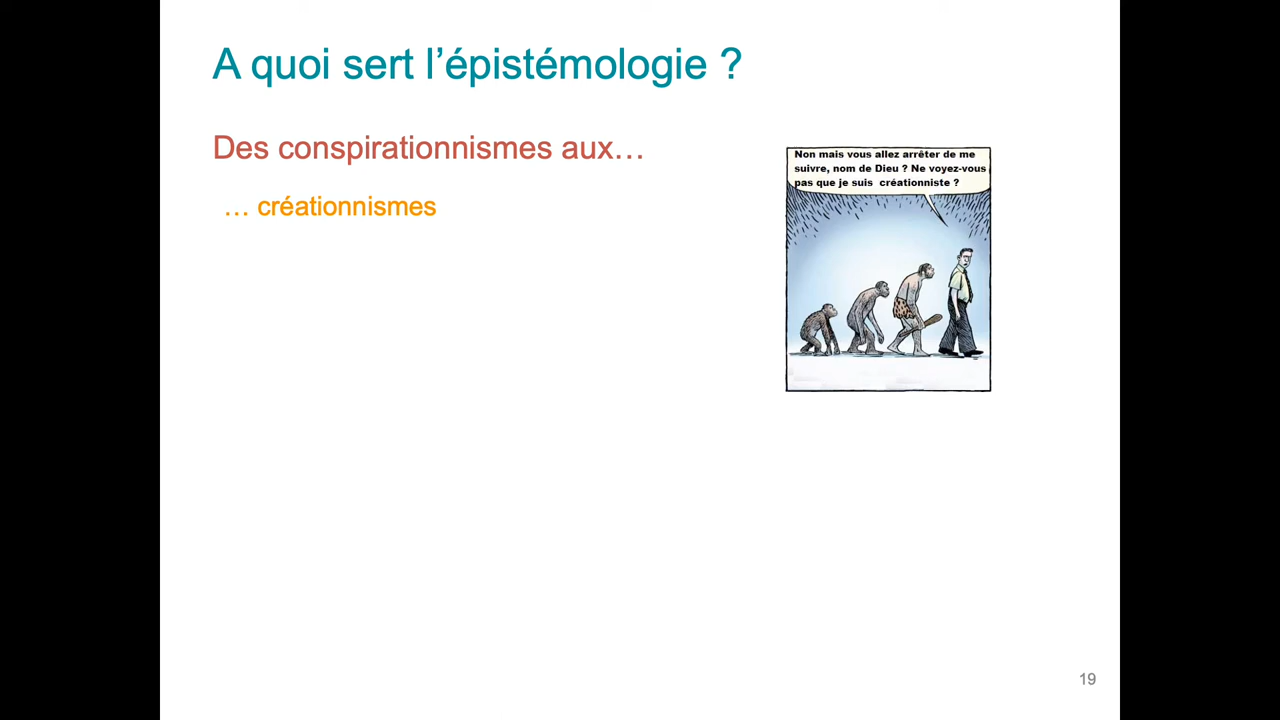 A quoi sert l’épistémologie ?
Des conspirationnismes aux…
… créationnismes
Non mais vous allez arrêter de me
suivre, nom de Dieu ? Ne voyez-vous
pas que je suis créationniste ?
19